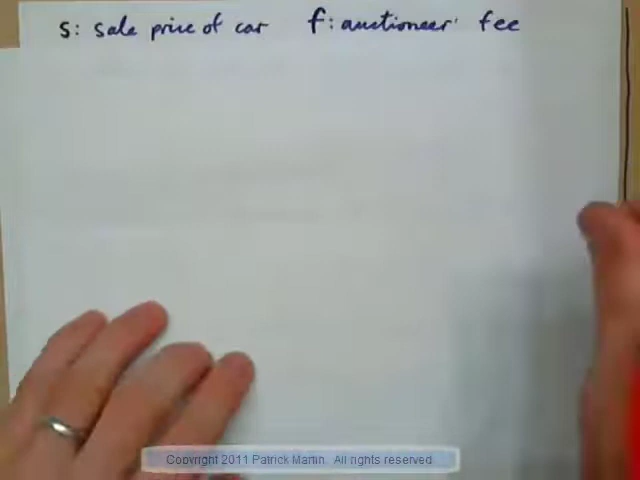 s: sale price of car f: auctioneer' fee
Copyright 2011 Patrick Martin. All rights reserved.